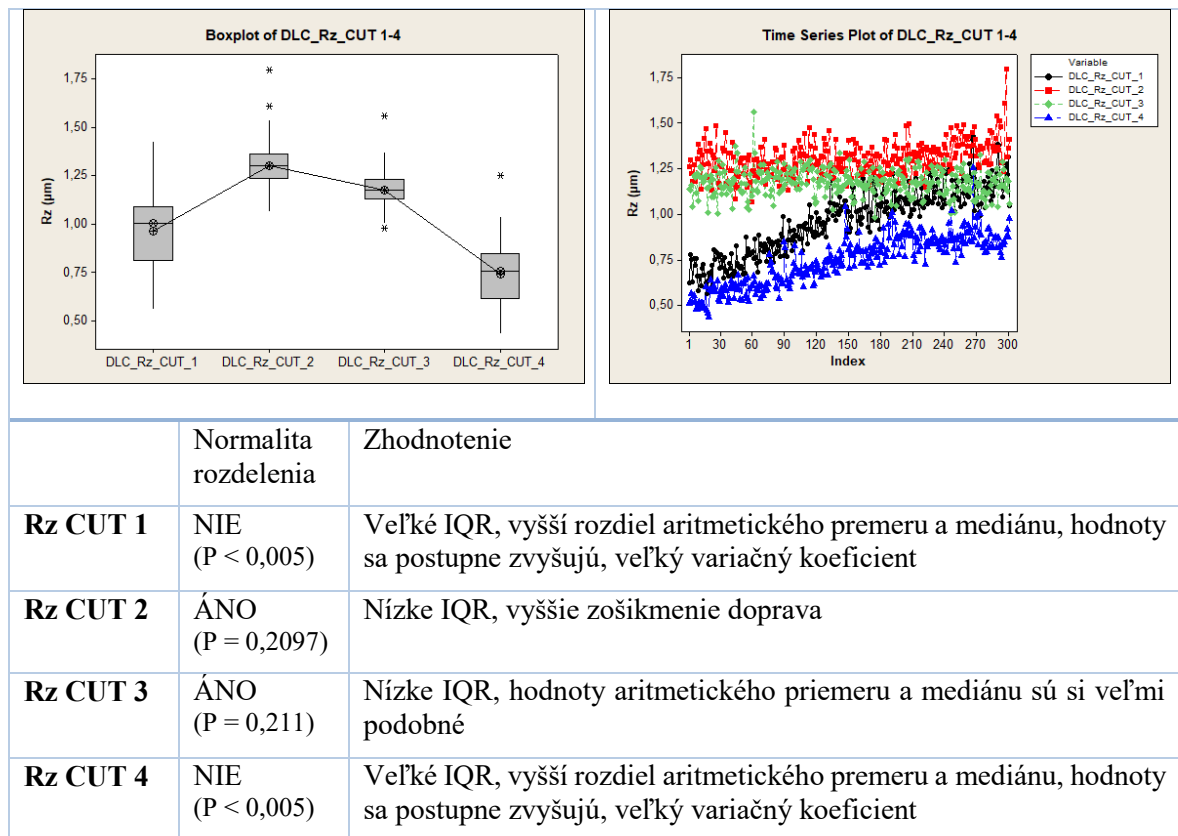 Boxplot of DLC_Rz_CUT 1-4
1,75
1,50
1,25
1,00
0,75
0,50
Rz (µm)
DLC_Rz_CUT_1 DLC_Rz_CUT_2 DLC_Rz_CUT_3 DLC_Rz_CUT_4
Time Series Plot of DLC_Rz_CUT 1-4
1,75
1,50
1,25
1,00
0,75
0,50
Rz (µm)
1 30 60 90 120 150 180 210 240 270 300
Index
Variable
DLC_Rz_CUT_1
DLC_Rz_CUT_2
DLC_Rz_CUT_3
DLC_Rz_CUT_4
Normalita
rozdelenia
Zhodnotenie
Rz CUT 1
NIE
(P < 0,005)
Veľké IQR, vyšší rozdiel aritmetického premeru a mediánu, hodnoty
sa postupne zvyšujú, veľký variačný koeficient
Rz CUT 2
ÁNO
(P = 0,2097)
Nízke IQR, vyššie zošikmenie doprava
Rz CUT 3
ÁNO
(P = 0,211)
Nízke IQR, hodnoty aritmetického priemeru a mediánu sú si veľmi
podobné
Rz CUT 4
NIE
(P < 0,005)
Veľké IQR, vyšší rozdiel aritmetického premeru a mediánu, hodnoty
sa postupne zvyšujú, veľký variačný koeficient